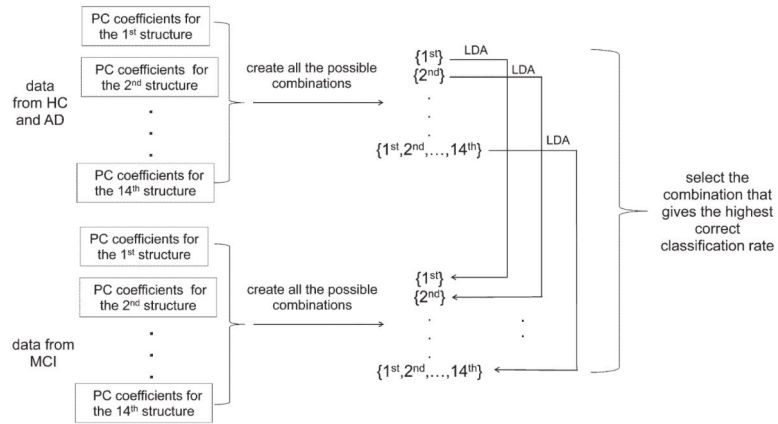 PC coefficients for
the 1st structure
PC coefficients for
the 2nd structure
.
.
.
PC coefficients for
the 14th structure
data
from HC
and AD
create all the possible
combinations
{1st}
{2nd}
.
.
.
{1st,2nd,...,14th}
LDA
LDA
LDA
PC coefficients for
the 1st structure
PC coefficients for
the 2nd structure
.
.
.
PC coefficients for
the 14th structure
data from
MCI
create all the possible
combinations
{1st}
{2nd}
.
.
.
{1st,2nd,...,14th}
.
.
select the
combination that
gives the highest
correct
classification rate